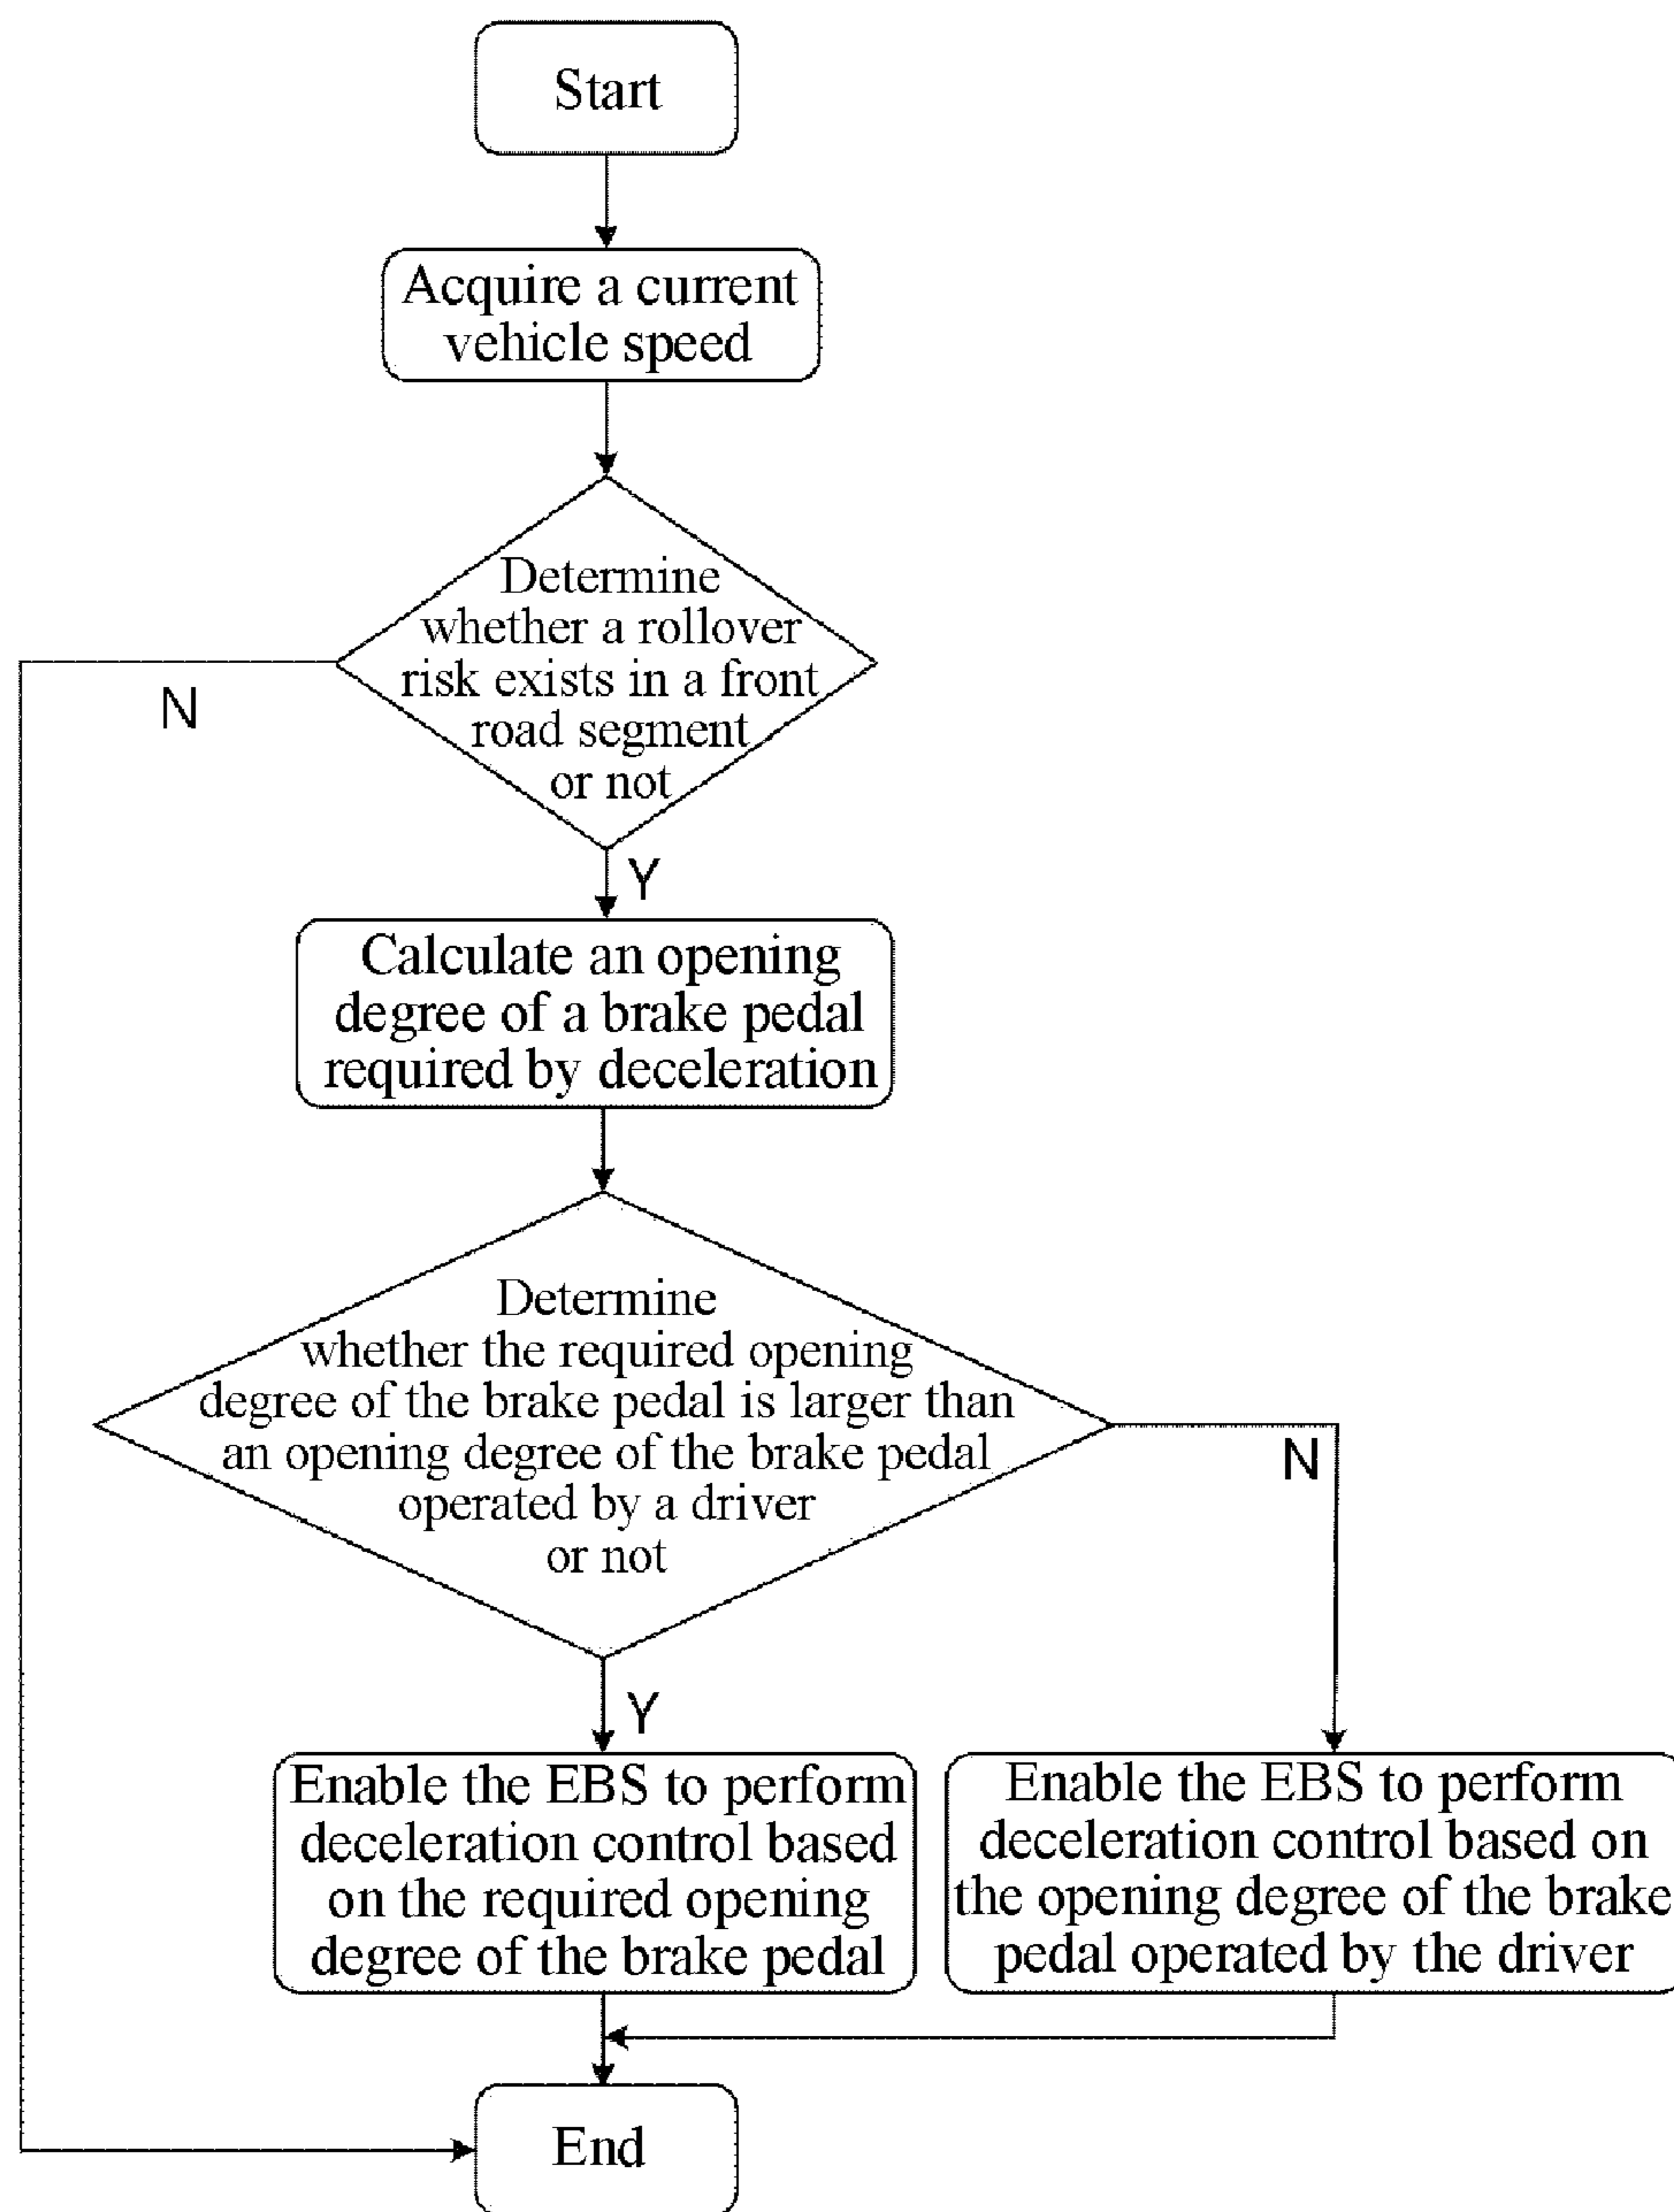 Start
Acquire a current
vehicle speed
Determine
whether a rollover
risk exists in a front
road segment
or not
N
Y
Calculate an opening
degree of a brake pedal
required by deceleration
Determine
whether the required opening
degree of the brake pedal is larger than
an opening degree of the brake pedal
operated by a driver
or not
N
Y
Enable the EBS to perform
deceleration control based
on the required opening
degree of the brake pedal
Enable the EBS to perform
deceleration control based on
the opening degree of the brake
pedal operated by the driver
End